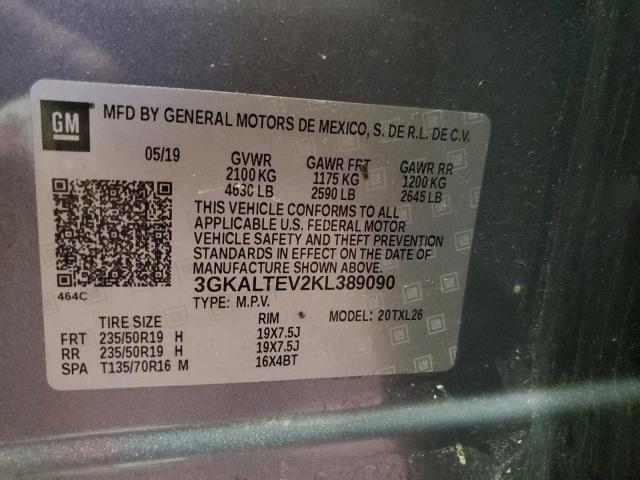 GM
MFD BY GENERAL MOTORS DE MEXICO, S. DE R.L. DE C.V.
05/19 GVWR GAWR FRT GAWR RR
2100 KG 1175 KG 1200 KG
4630 LB 2590 LB 2645 LB
THIS VEHICLE CONFORMS TO ALL
APPLICABLE U.S. FEDERAL MOTOR
VEHICLE SAFETY AND THEFT PREVENTION
STANDARDS IN EFFECT ON THE DATE OF
MANUFACTURE SHOWN ABOVE.
464C 3GKALTEV2KL389090
TYPE: M.P.V. MODEL: 20TXL26
TIRE SIZE RIM
FRT 235/50R19 H 19X7.5J
RR 235/50R19 H 19X7.5J
SPA T135/70R16 M 16X4BT